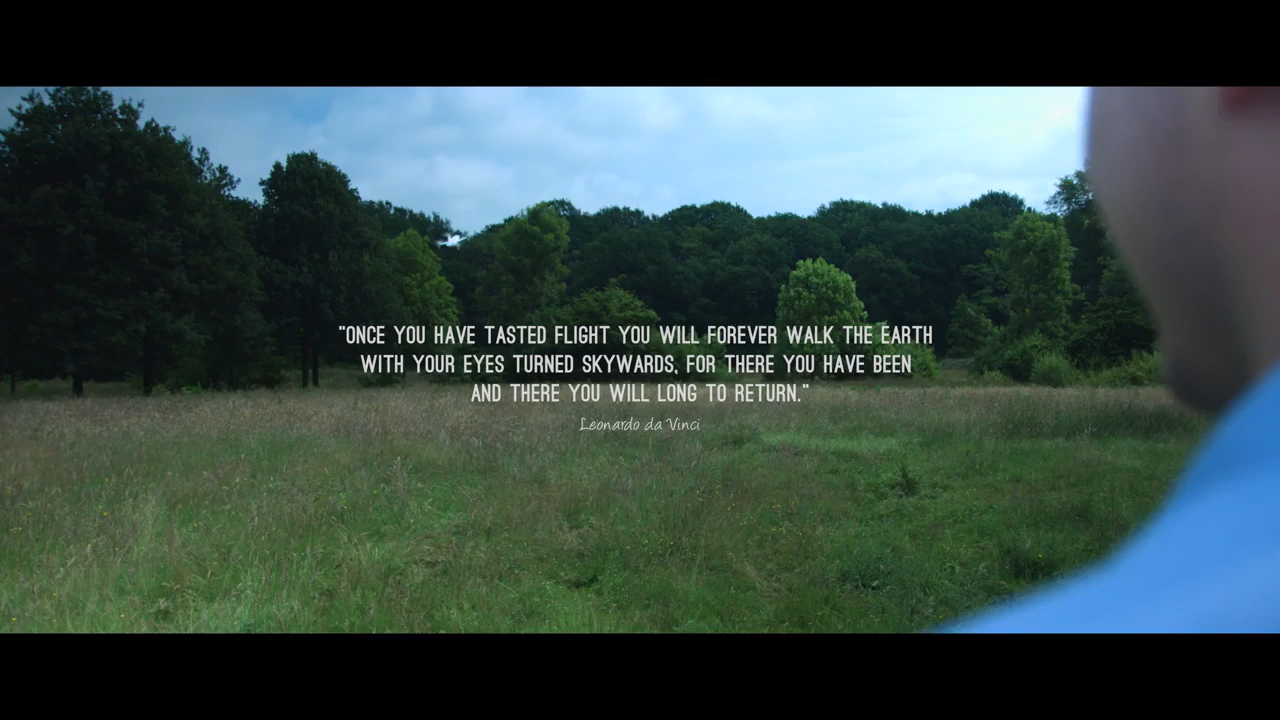 "ONCE YOU HAVE TASTED FLIGHT YOU WILL FOREVER WALK THE EARTH
WITH YOUR EYES TURNED SKYWARDS, FOR THERE YOU HAVE BEEN
AND THERE YOU WILL LONG TO RETURN."
Leonardo da Vinci